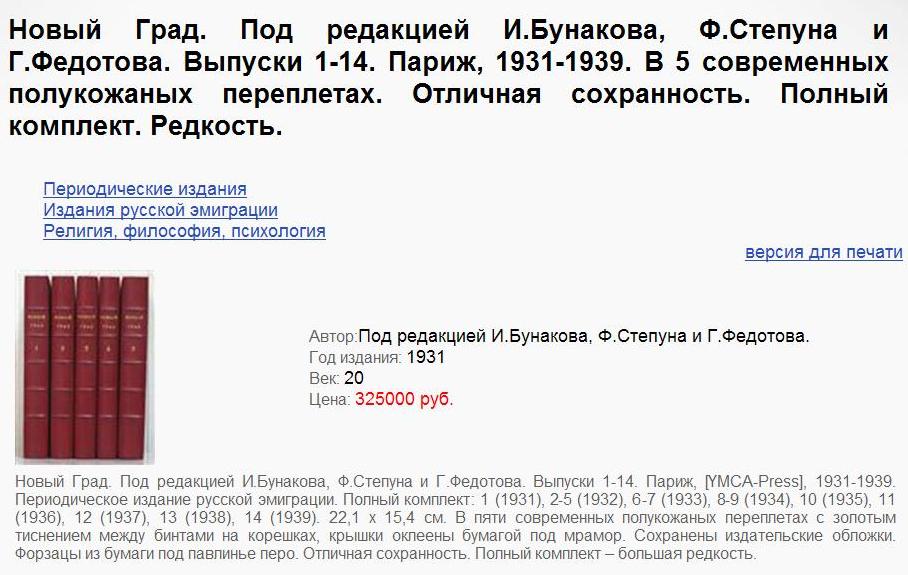 Новый Град. Под редакцией И.Бунакова, Ф.Степуна и
Г.Федотова. Выпуски 1-14. Париж, 1931-1939. В 5 современных
полукожаных переплетах. Отличная сохранность. Полный
комплект. Редкость.
Периодические издания
Издания русской эмиграции
Религия, философия, психология
версия для печати
Автор:Под редакцией И.Бунакова, Ф.Степуна и Г.Федотова.
Год издания: 1931
Век: 20
Цена: 325000 руб.
Новый Град. Под редакцией И.Бунакова, Ф.Степуна и Г.Федотова. Выпуски 1-14. Париж, [YMCA-Press], 1931-1939.
Периодическое издание русской эмиграции. Полный комплект: 1 (1931), 2-5 (1932), 6-7 (1933), 8-9 (1934), 10 (1935), 11
(1936), 12 (1937), 13 (1938), 14 (1939). 22,1 х 15,4 см. В пяти современных полукожаных переплетах с золотым
тиснением между бинтами на корешках, крышки оклеены бумагой под мрамор. Сохранены издательские обложки.
Форзацы из бумаги под павлинье перо. Отличная сохранность. Полный комплект – большая редкость.